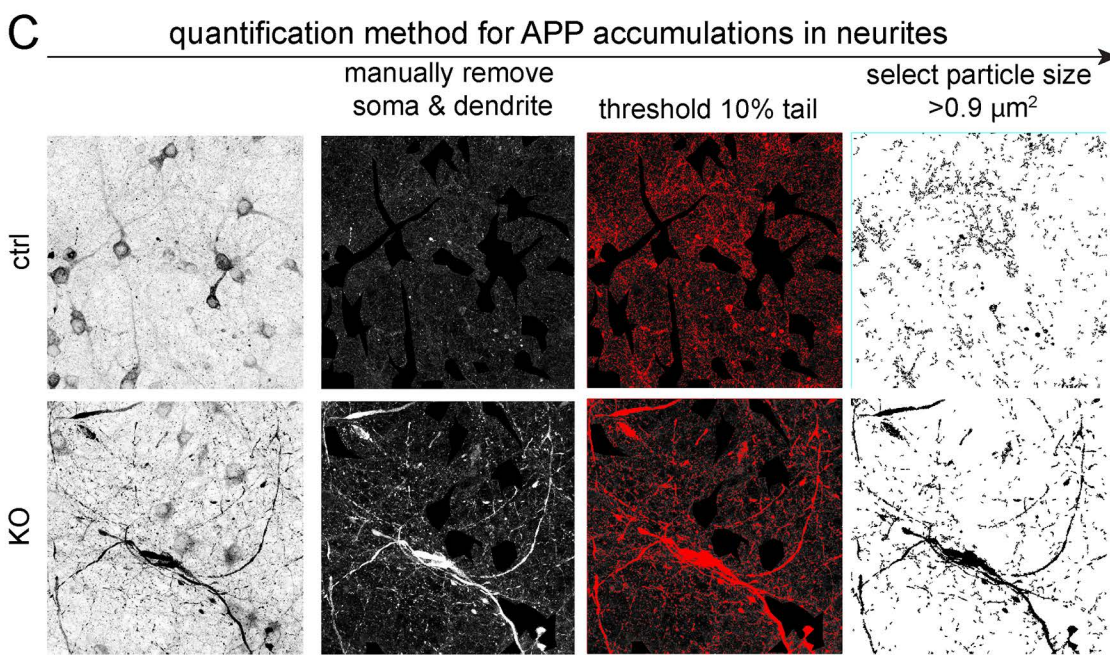 C
quantification method for APP accumulations in neurites
manually remove
soma & dendrite
threshold 10% tail
select particle size
>0.9 µm²
ctrl
KO